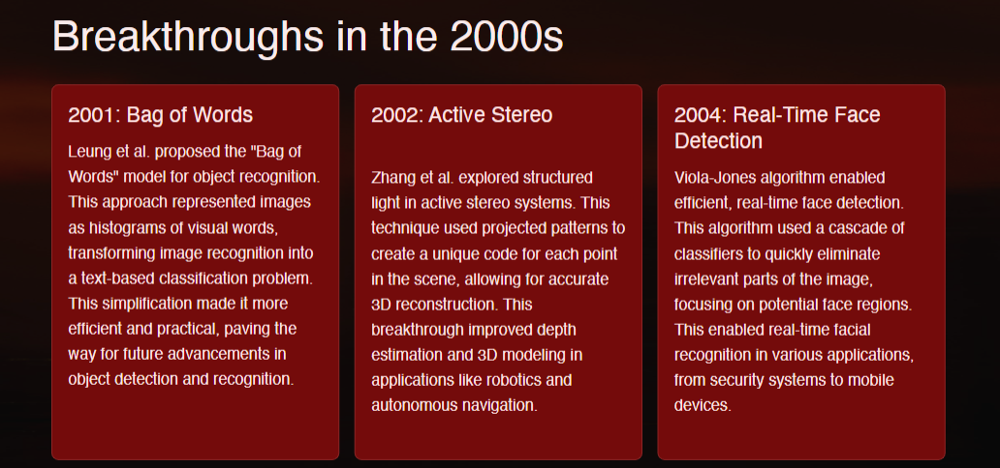 Breakthroughs in the 2000s
2001: Bag of Words
Leung et al. proposed the "Bag of
Words" model for object recognition.
This approach represented images
as histograms of visual words,
transforming image recognition into
a text-based classification problem.
This simplification made it more
efficient and practical, paving the
way for future advancements in
object detection and recognition.
2002: Active Stereo
Zhang et al. explored structured
light in active stereo systems. This
technique used projected patterns to
create a unique code for each point
in the scene, allowing for accurate
3D reconstruction. This
breakthrough improved depth
estimation and 3D modeling in
applications like robotics and
autonomous navigation.
2004: Real-Time Face
Detection
Viola-Jones algorithm enabled
efficient, real-time face detection.
This algorithm used a cascade of
classifiers to quickly eliminate
irrelevant parts of the image,
focusing on potential face regions.
This enabled real-time facial
recognition in various applications,
from security systems to mobile
devices.